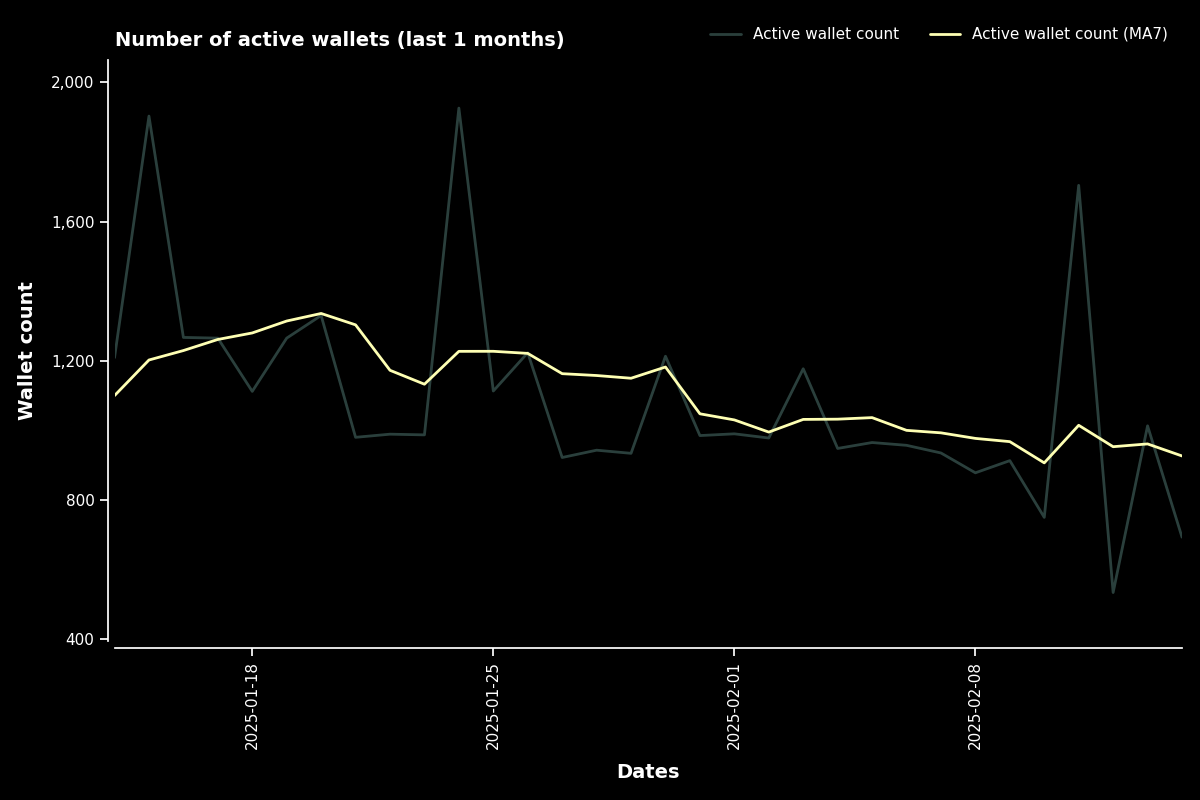 Number of active wallets (last 1 months)
Active wallet count
Active wallet count (MA7)
2,000
1,600
1,200
800
400
Wallet count
2025-01-18
2025-01-25
2025-02-01
2025-02-08
Dates